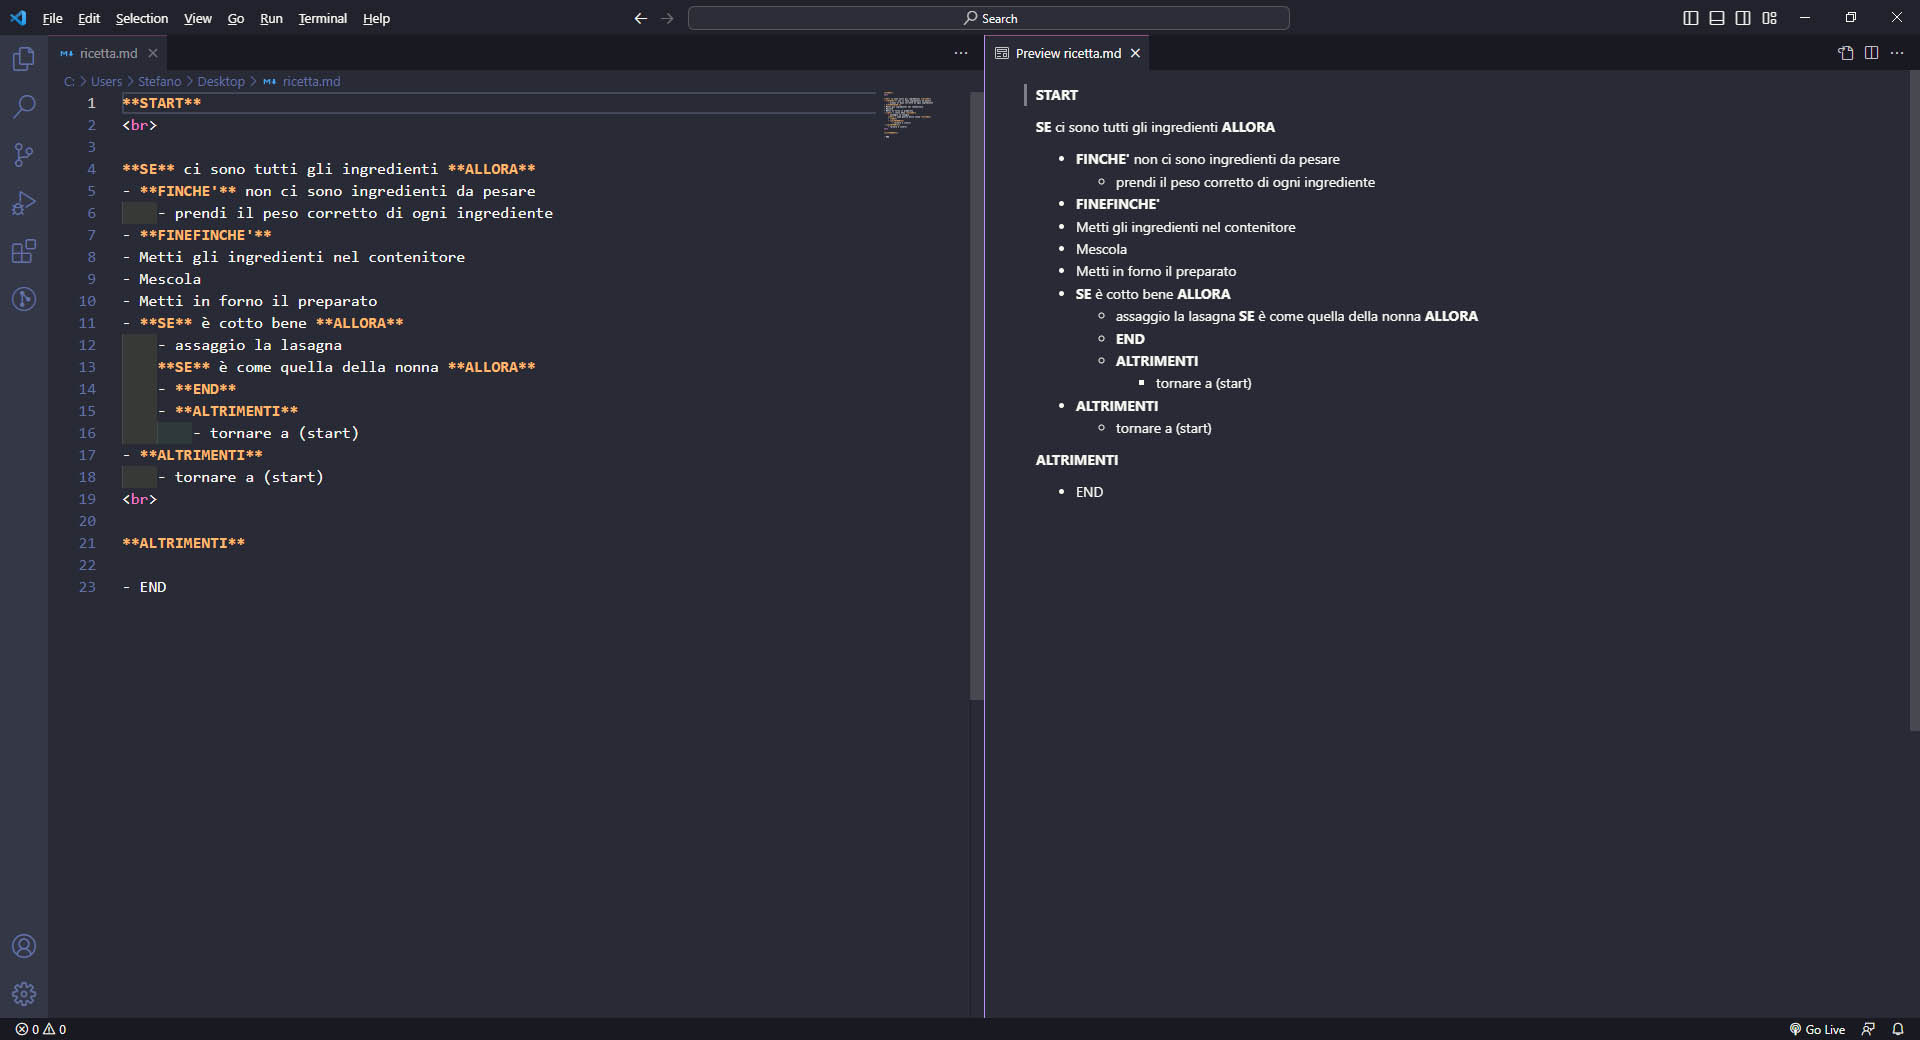 File Edit Selection View Go Run Terminal Help
Search
ricetta.md
C: > Users > Stefano > Desktop > ricetta.md
1 **START**
2 <br>
3
4 **SE** ci sono tutti gli ingredienti **ALLORA**
5 - **FINCHE'** non ci sono ingredienti da pesare
6 - prendi il peso corretto di ogni ingrediente
7 - **FINEFINCHE'**
8 - Metti gli ingredienti nel contenitore
9 - Mescola
10 - Metti in forno il preparato
11 - **SE** è cotto bene **ALLORA**
12 - assaggio la lasagna
13 **SE** è come quella della nonna **ALLORA**
14 - **END**
15 - **ALTRIMENTI**
16 - tornare a (start)
17 - **ALTRIMENTI**
18 - tornare a (start)
19 <br>
20
21 **ALTRIMENTI**
22
23 - END
Preview ricetta.md
START
SE ci sono tutti gli ingredienti ALLORA
• FINCHE' non ci sono ingredienti da pesare
◦ prendi il peso corretto di ogni ingrediente
• FINEFINCHE'
• Metti gli ingredienti nel contenitore
• Mescola
• Metti in forno il preparato
• SE è cotto bene ALLORA
◦ assaggio la lasagna SE è come quella della nonna ALLORA
◦ END
◦ ALTRIMENTI
▪ tornare a (start)
• ALTRIMENTI
◦ tornare a (start)
ALTRIMENTI
• END
0 0
Go Live